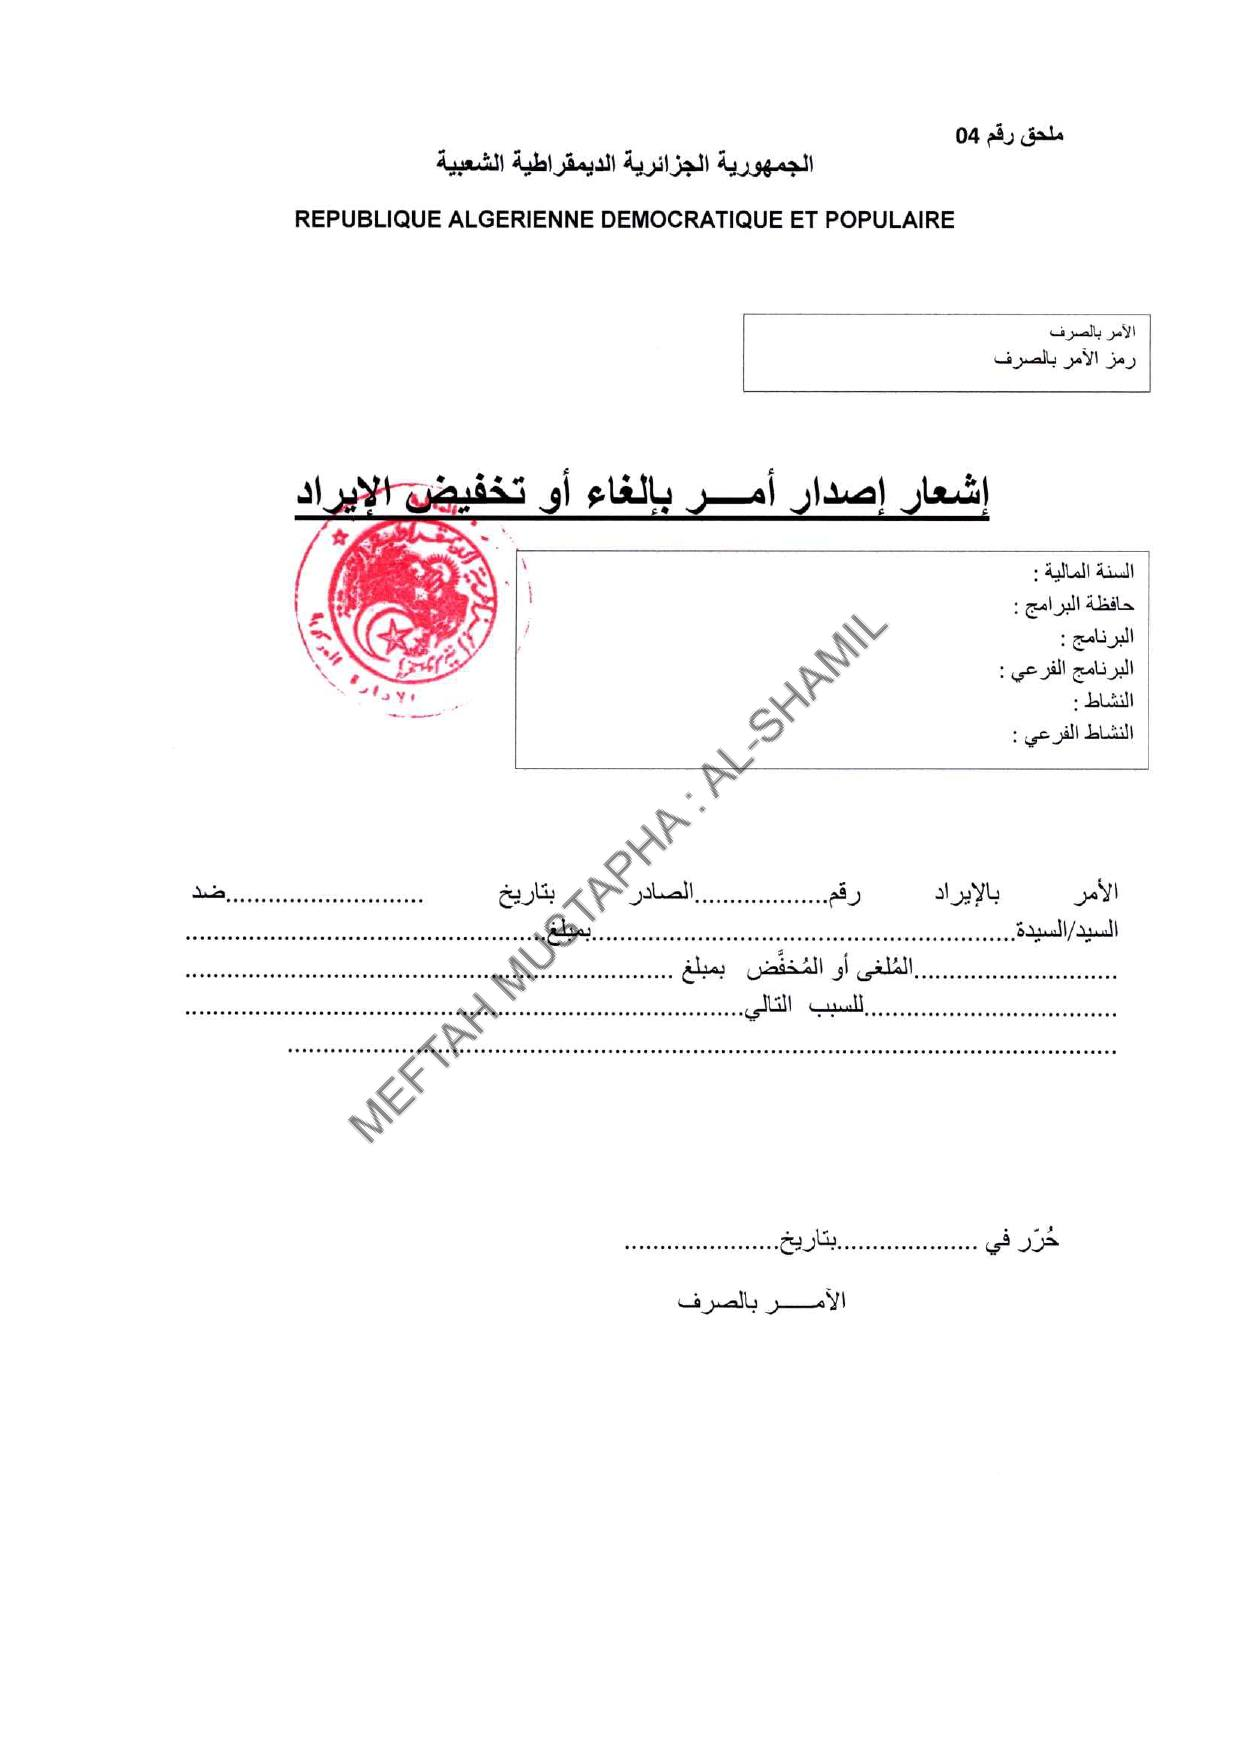 ملحق رقم 04
الجمهورية الجزائرية الديمقراطية الشعبية
REPUBLIQUE ALGERIENNE DEMOCRATIQUE ET POPULAIRE
الآمر بالصرف
رمز الآمر بالصرف
إشعار إصدار أمـــر بإلغاء أو تخفيض الإيراد
السنة المالية :
حافظة البرامج :
البرنامج :
البرنامج الفرعي :
النشاط :
النشاط الفرعي :
الأمر بالإيراد رقم...................الصادر بتاريخ ............................ضد
السيد/السيدة............................................................بمبلغ...................................................
.............................المُلغى أو المُخفَّض بمبلغ .....................................................................
....................................للسبب التالي...............................................................................
......................................................................................................................
حُرّر في ....................بتاريخ......................
الآمـــــر بالصرف
MEFTAH MUSTAPHA : AL-SHAMIL
الإدارة المركزية